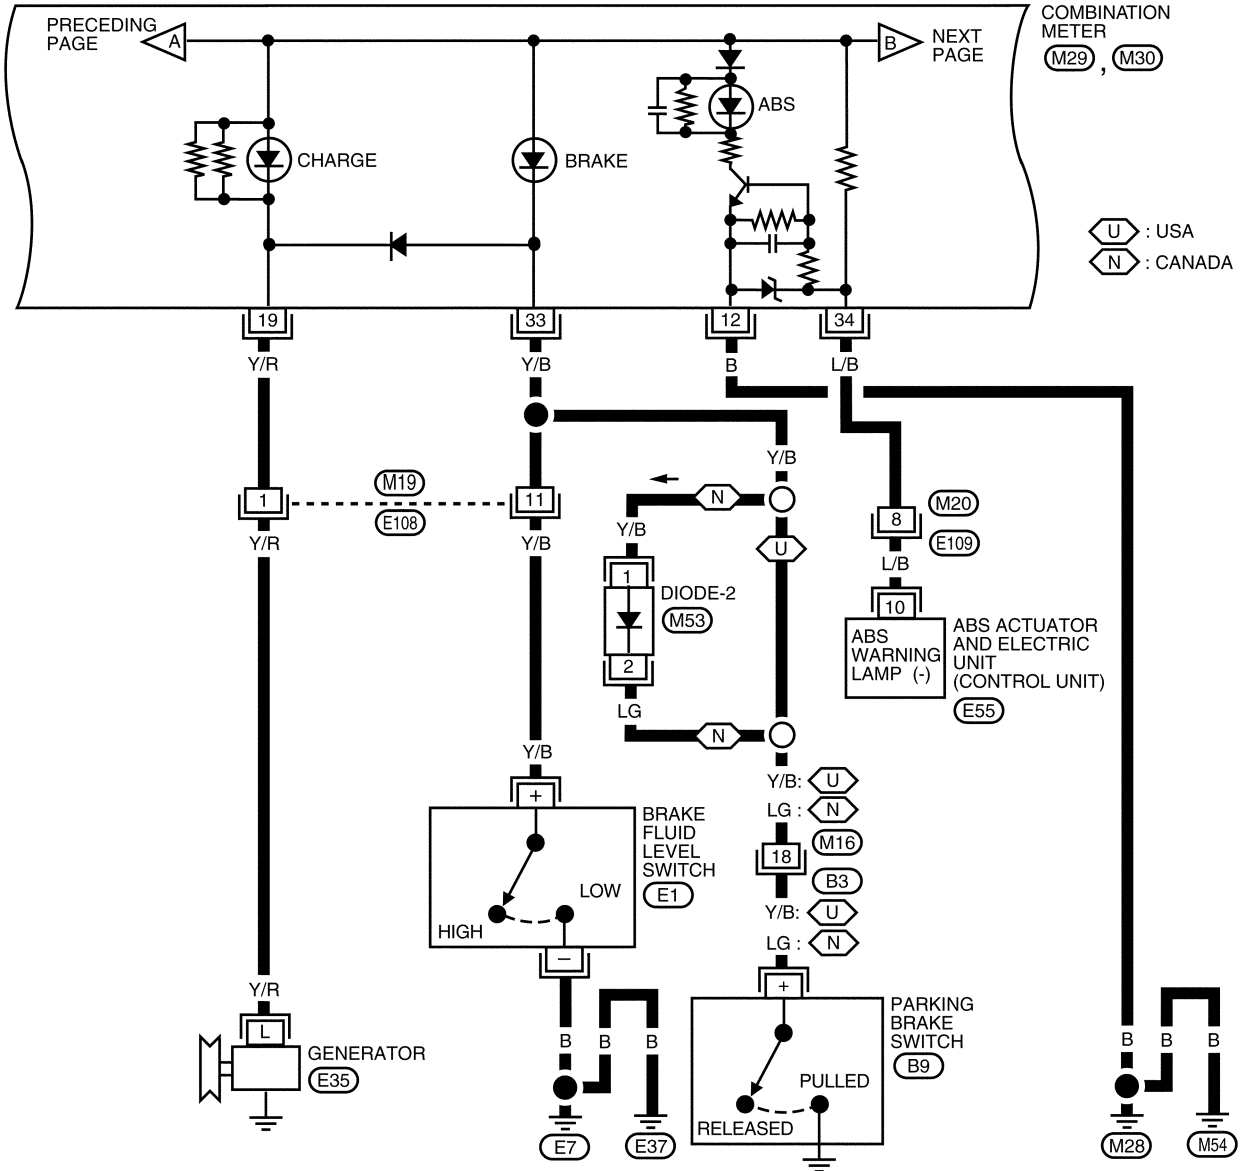 PRECEDING
PAGE
A
B
NEXT
PAGE
COMBINATION
METER
M29 , M30
ABS
CHARGE
BRAKE
U : USA
N : CANADA
19
33
12
34
Y/R
Y/B
B
L/B
Y/B
M19
N
M20
1
11
8
E108
Y/B
E109
Y/R
Y/B
U
L/B
1
DIODE-2
M53
10
2
ABS
WARNING
LAMP (-)
ABS ACTUATOR
AND ELECTRIC
UNIT
(CONTROL UNIT)
E55
LG
N
Y/B
Y/B: U
LG : N
+
BRAKE
FLUID
LEVEL
SWITCH
E1
M16
18
B3
LOW
HIGH
Y/B: U
LG : N
–
+
Y/R
L
GENERATOR
E35
B
B
B
PARKING
BRAKE
SWITCH
B9
PULLED
RELEASED
B
B
B
E7
E37
M28
M54